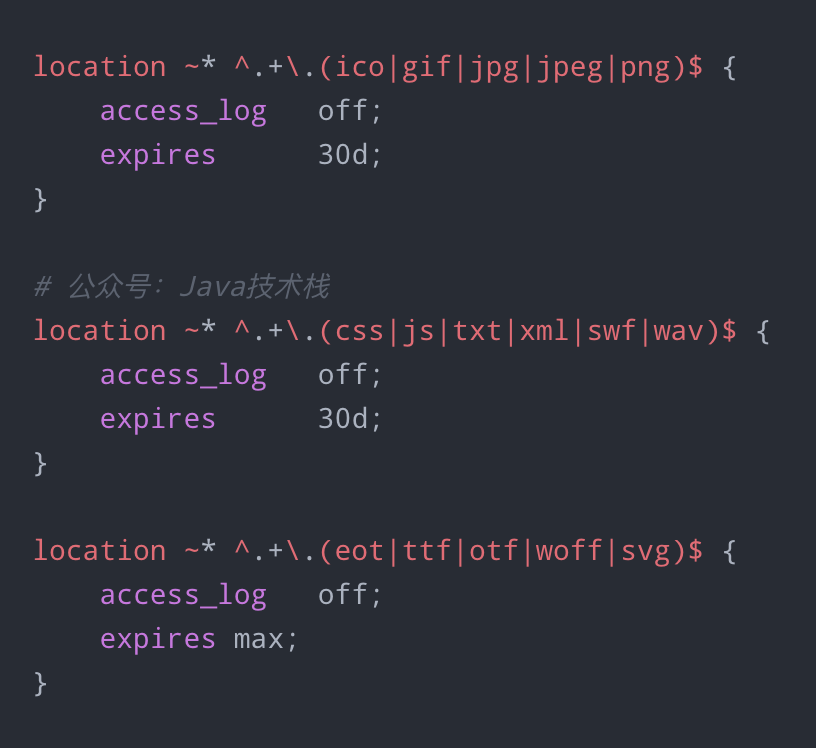 location ~* ^.+\.(ico|gif|jpg|jpeg|png)$ {
    access_log   off;
    expires      30d;
}
# 公众号：Java技术栈
location ~* ^.+\.(css|js|txt|xml|swf|wav)$ {
    access_log   off;
    expires      30d;
}
location ~* ^.+\.(eot|ttf|otf|woff|svg)$ {
    access_log   off;
    expires max;
}